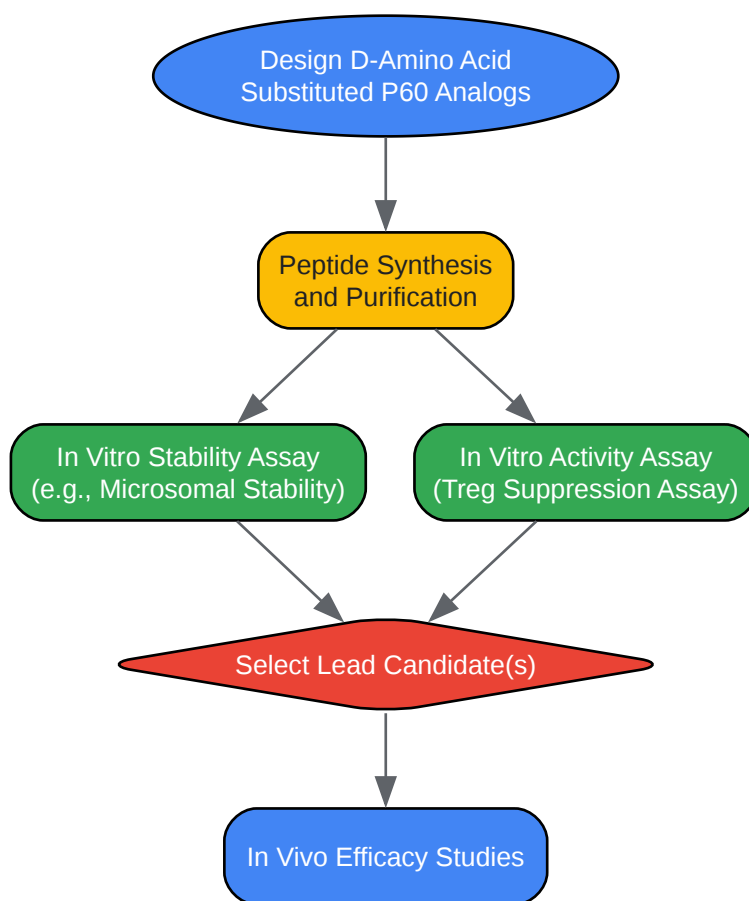 Design D-Amino Acid
Substituted P60 Analogs
Peptide Synthesis
and Purification
In Vitro Stability Assay
(e.g., Microsomal Stability)
In Vitro Activity Assay
(Treg Suppression Assay)
Select Lead Candidate(s)
In Vivo Efficacy Studies